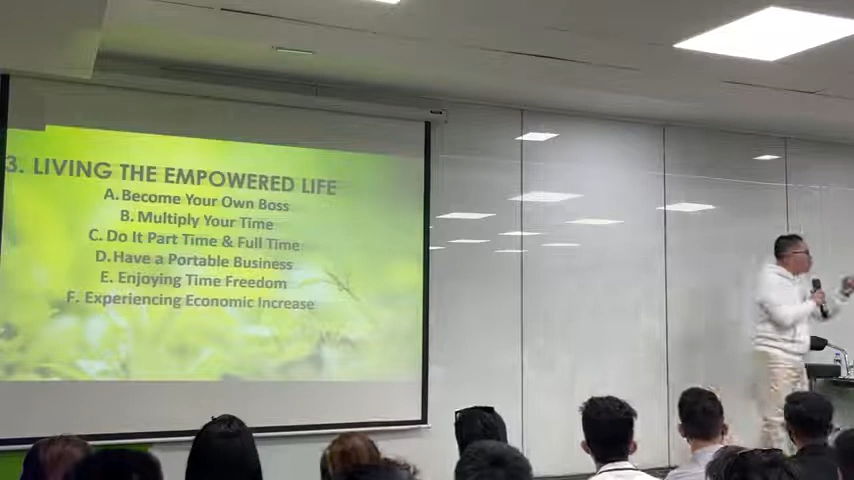 3. LIVING THE EMPOWERED LIFE
A. Become Your Own Boss
B. Multiply Your Time
C. Do It Part Time & Full Time
D. Have a Portable Business
E. Enjoying Time Freedom
F. Experiencing Economic Increase